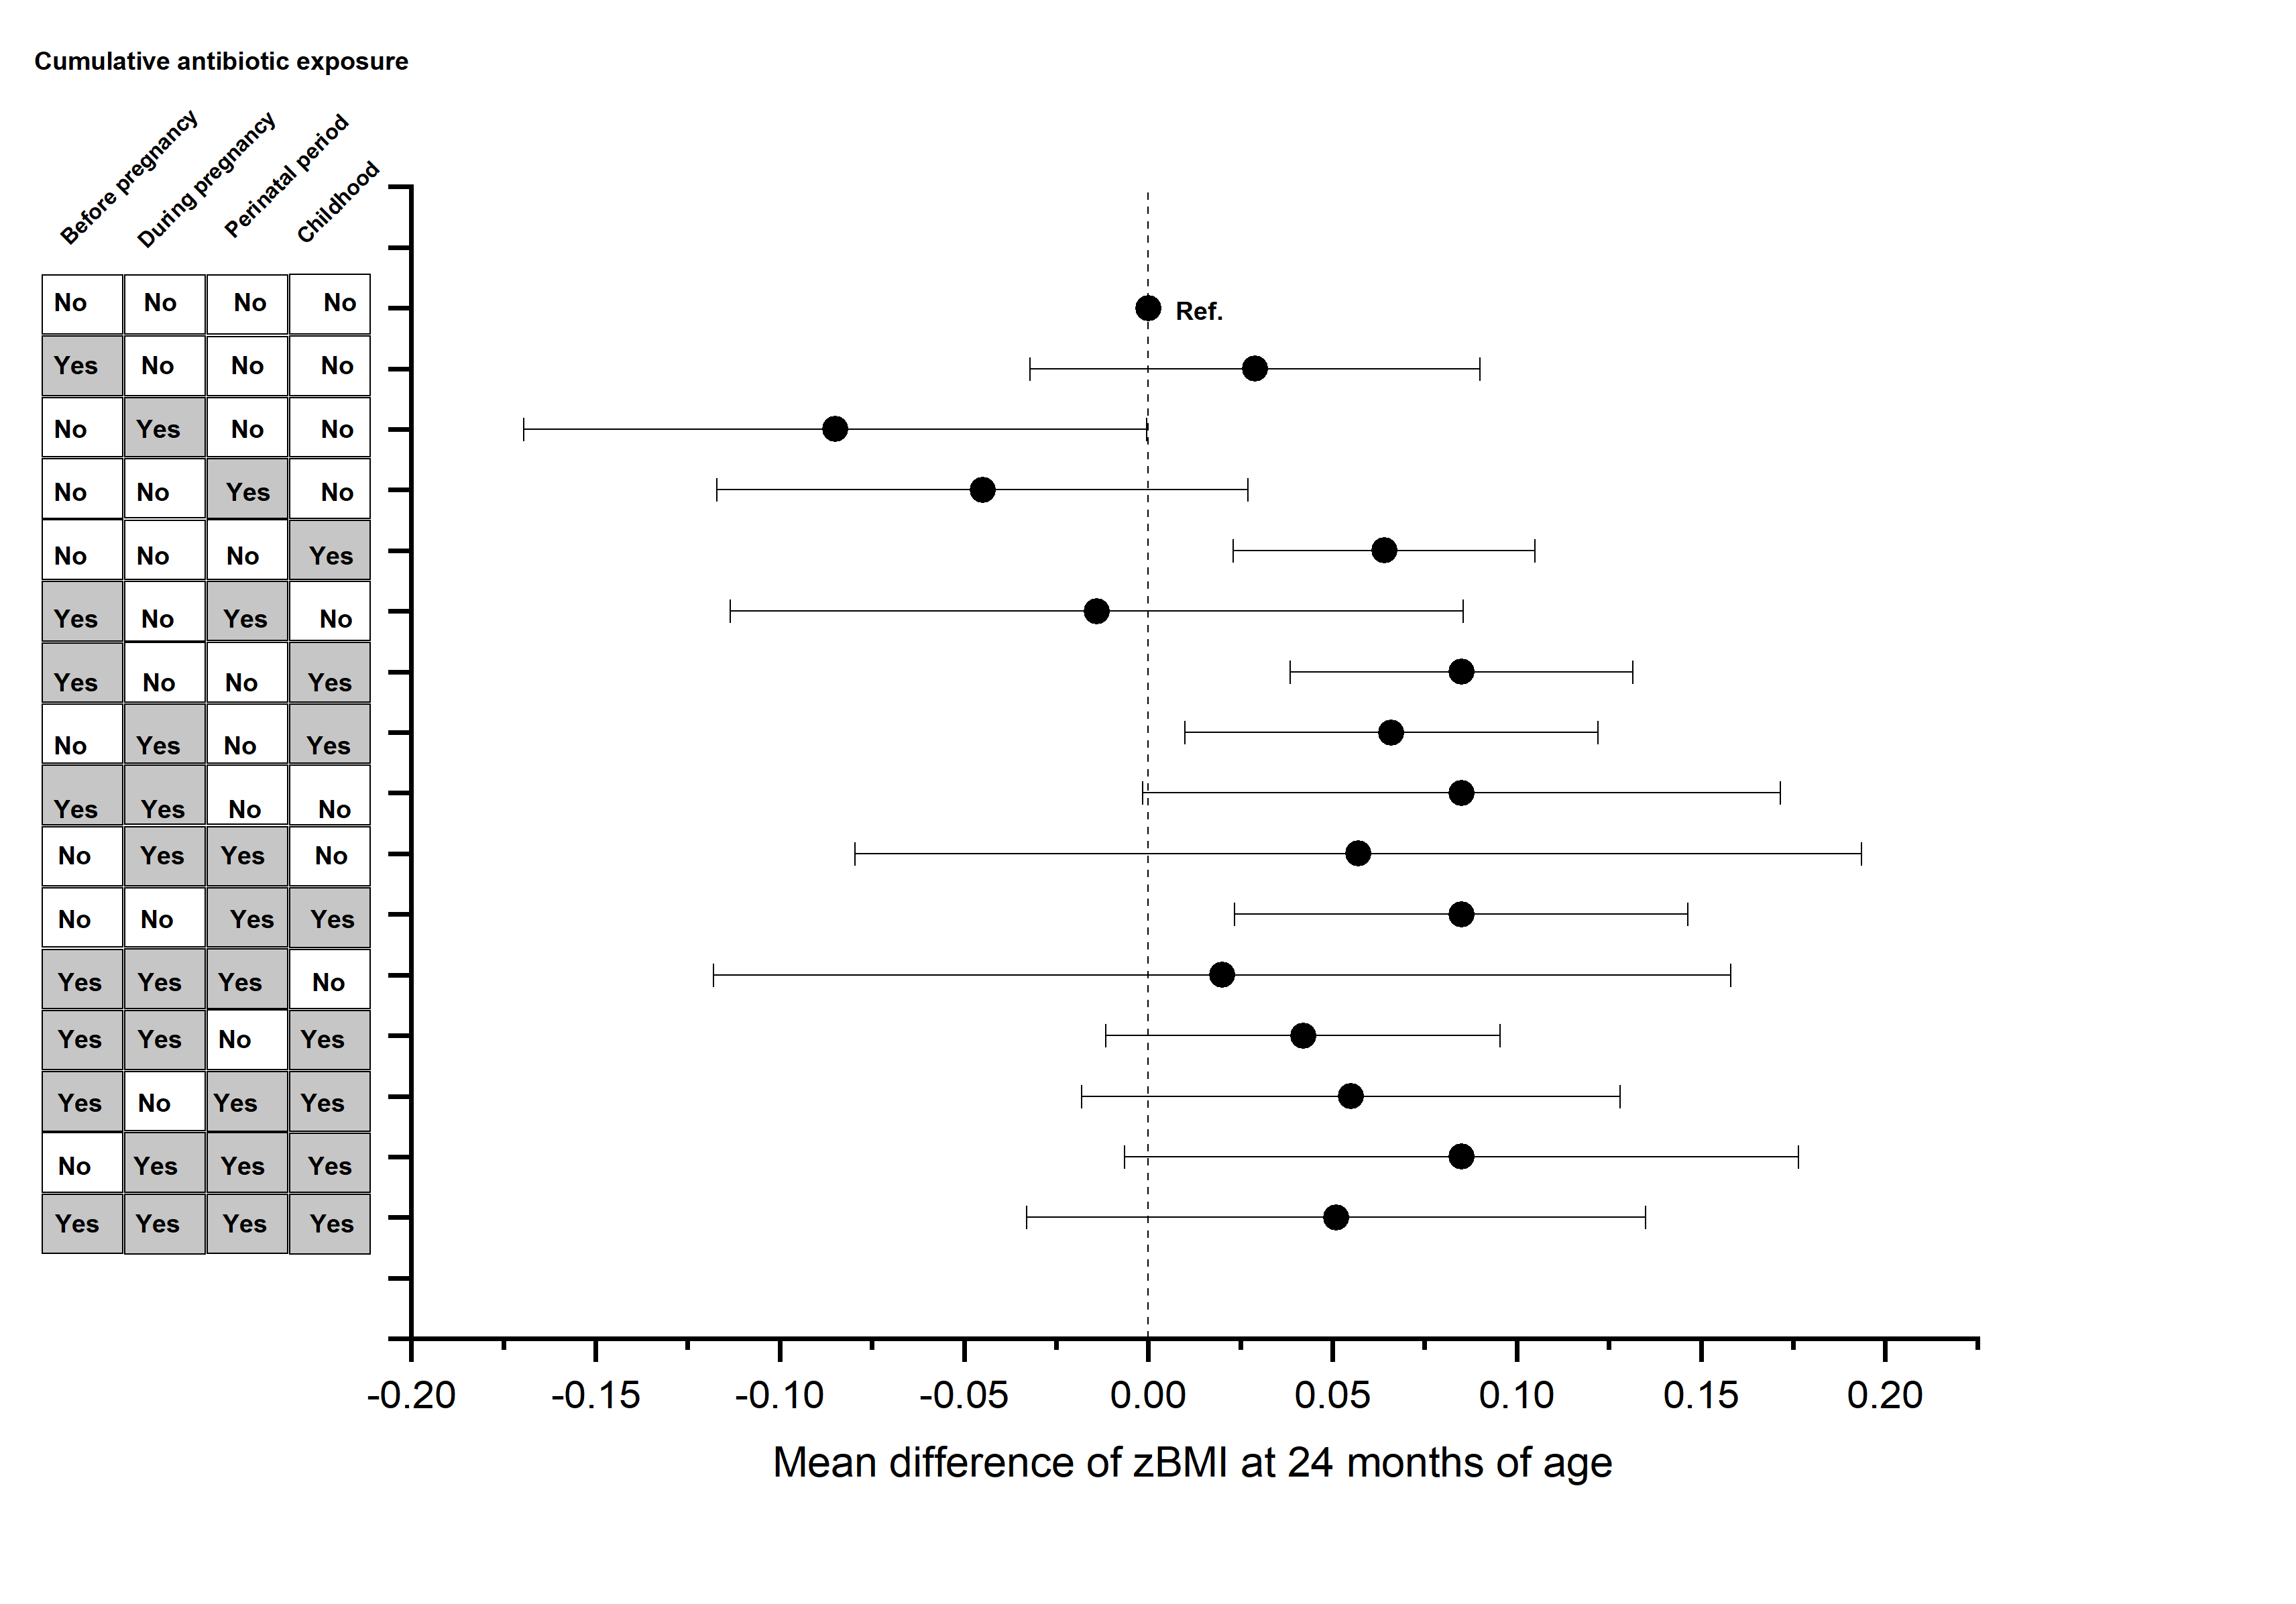 Cumulative antibiotic exposure
Before pregnancy
During pregnancy
Perinatal period
Childhood
No No No No
Ref.
Yes No No No
No Yes No No
No No Yes No
No No No Yes
Yes No Yes No
Yes No No Yes
No Yes No Yes
Yes Yes No No
No Yes Yes No
No No Yes Yes
Yes Yes Yes No
Yes Yes No Yes
Yes No Yes Yes
No Yes Yes Yes
Yes Yes Yes Yes
-0.20 -0.15 -0.10 -0.05 0.00 0.05 0.10 0.15 0.20
Mean difference of zBMI at 24 months of age